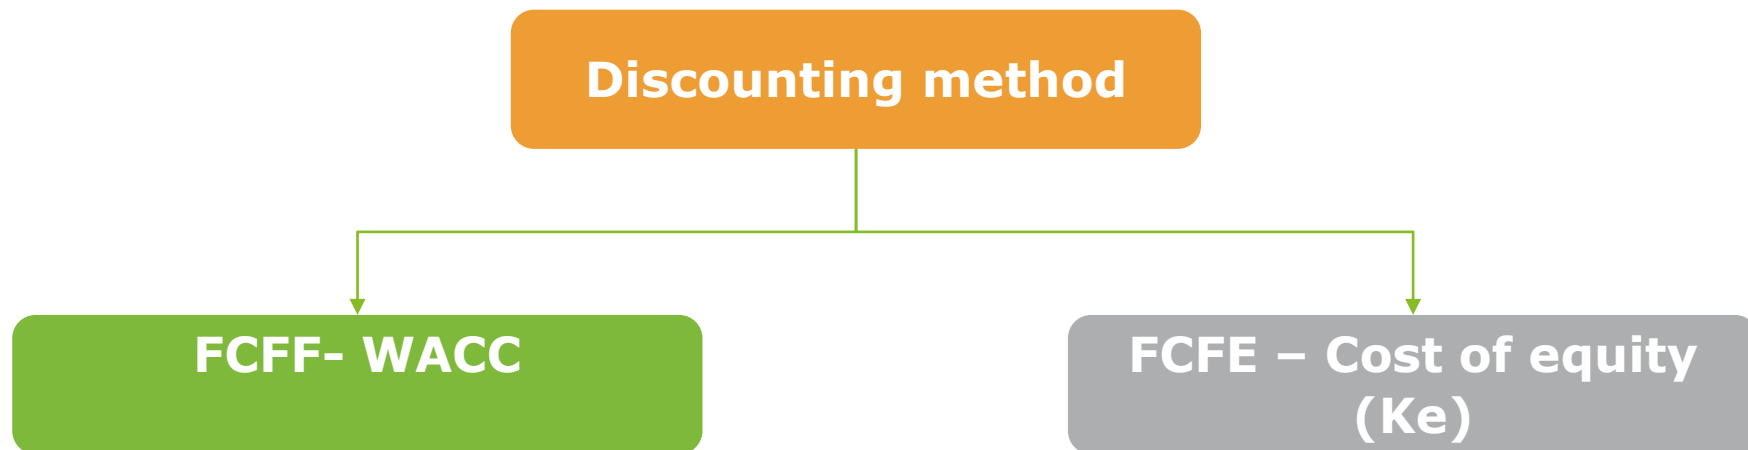 Discounting method
FCFF– WACC
FCFE – Cost of equity
(Ke)